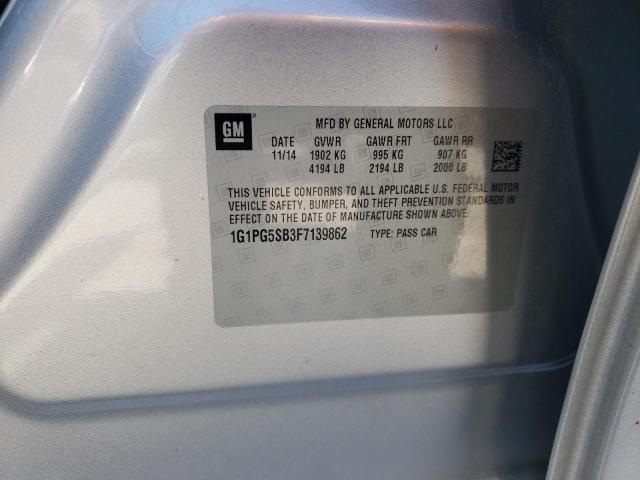 GM
MFD BY GENERAL MOTORS LLC
DATE GVWR GAWR FRT GAWR RR
11/14 1902 KG 995 KG 907 KG
4194 LB 2194 LB 2000 LB
THIS VEHICLE CONFORMS TO ALL APPLICABLE U.S. FEDERAL MOTOR
VEHICLE SAFETY, BUMPER, AND THEFT PREVENTION STANDARDS IN
EFFECT ON THE DATE OF MANUFACTURE SHOWN ABOVE.
1G1PG5SB3F7139862 TYPE: PASS CAR